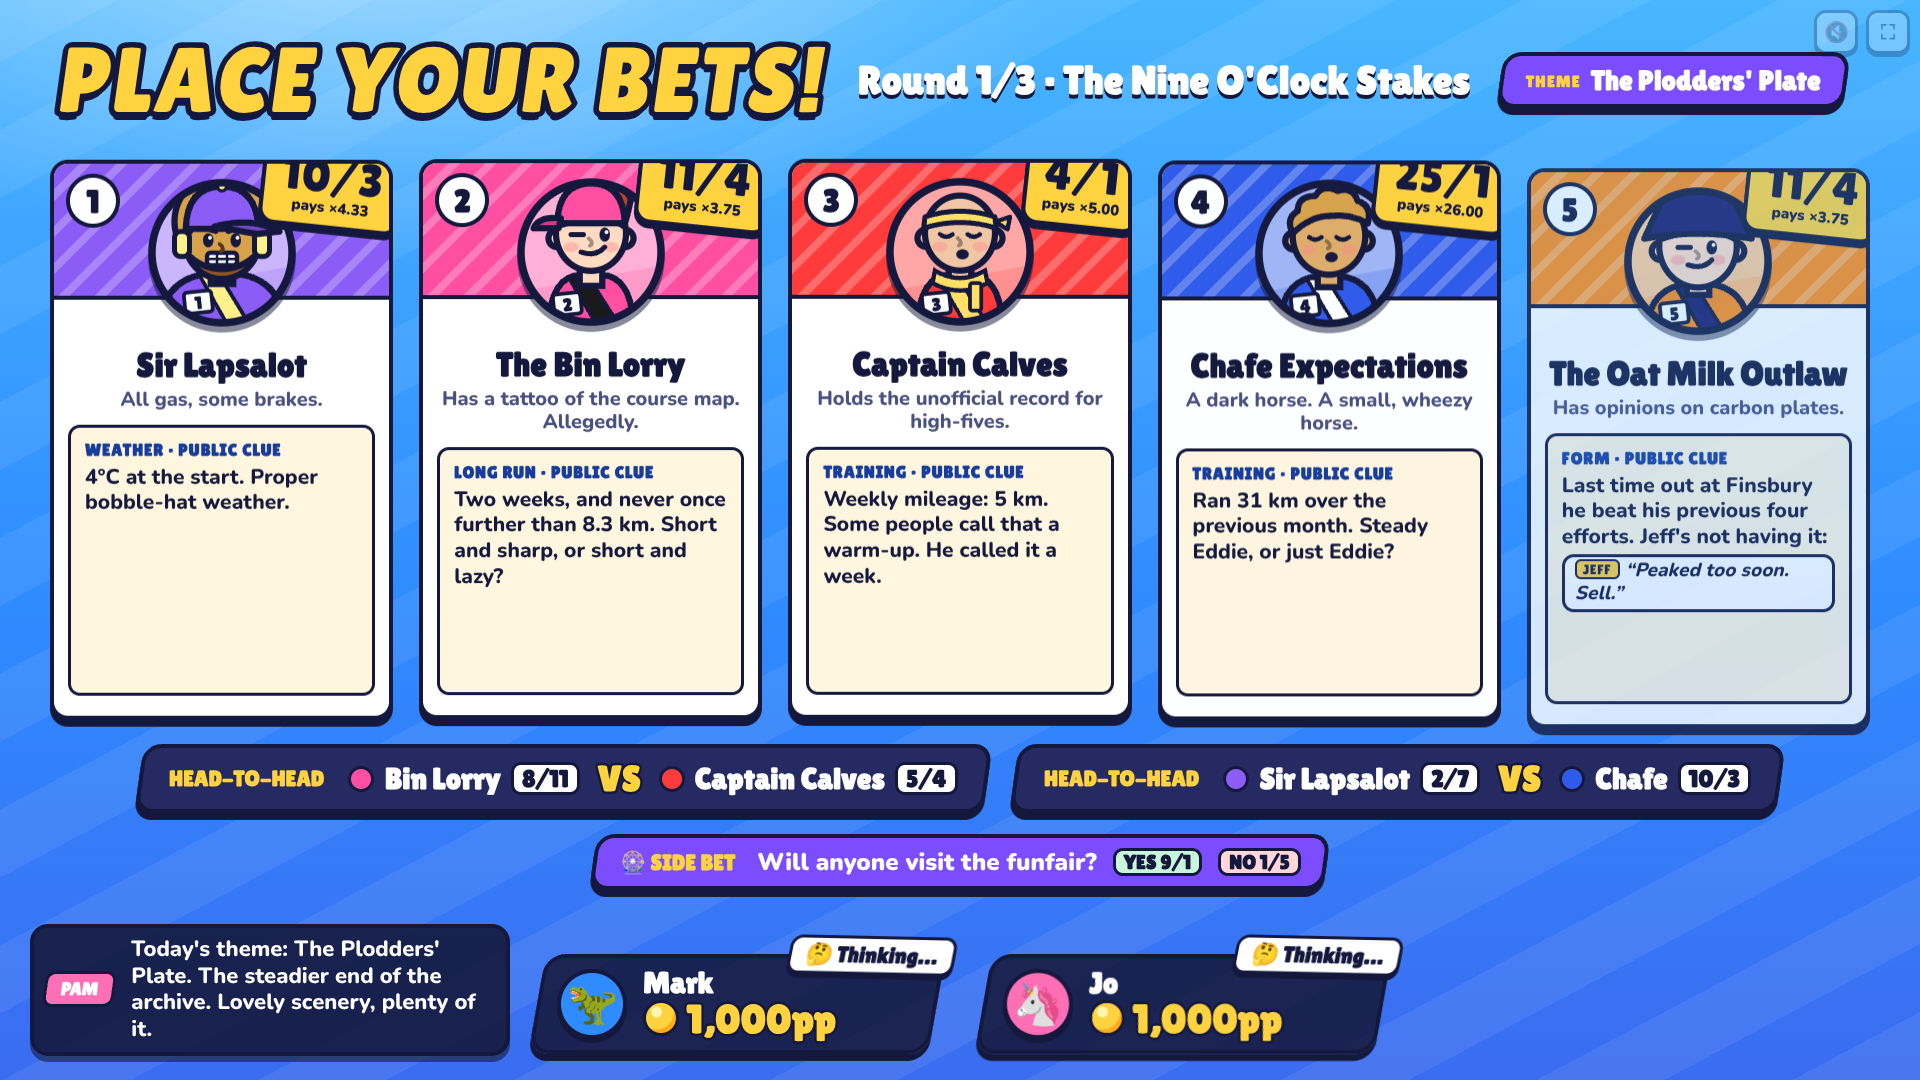 PLACE YOUR BETS!
Round 1/3 · The Nine O'Clock Stakes
THEME The Plodders' Plate
1
10/3
pays ×4.33
1
Sir Lapsalot
All gas, some brakes.
WEATHER · PUBLIC CLUE
4°C at the start. Proper
bobble-hat weather.
2
11/4
pays ×3.75
2
The Bin Lorry
Has a tattoo of the course map.
Allegedly.
LONG RUN · PUBLIC CLUE
Two weeks, and never once
further than 8.3 km. Short
and sharp, or short and
lazy?
3
4/1
pays ×5.00
3
Captain Calves
Holds the unofficial record for
high-fives.
TRAINING · PUBLIC CLUE
Weekly mileage: 5 km.
Some people call that a
warm-up. He called it a
week.
4
25/1
pays ×26.00
4
Chafe Expectations
A dark horse. A small, wheezy
horse.
TRAINING · PUBLIC CLUE
Ran 31 km over the
previous month. Steady
Eddie, or just Eddie?
5
11/4
pays ×3.75
5
The Oat Milk Outlaw
Has opinions on carbon plates.
FORM · PUBLIC CLUE
Last time out at Finsbury
he beat his previous four
efforts. Jeff's not having it:
JEFF “Peaked too soon.
Sell.”
HEAD-TO-HEAD Bin Lorry 8/11 VS Captain Calves 5/4
HEAD-TO-HEAD Sir Lapsalot 2/7 VS Chafe 10/3
SIDE BET Will anyone visit the funfair? YES 9/1 NO 1/5
PAM
Today's theme: The Plodders'
Plate. The steadier end of the
archive. Lovely scenery, plenty of
it.
Thinking...
Mark
1,000pp
Thinking...
Jo
1,000pp